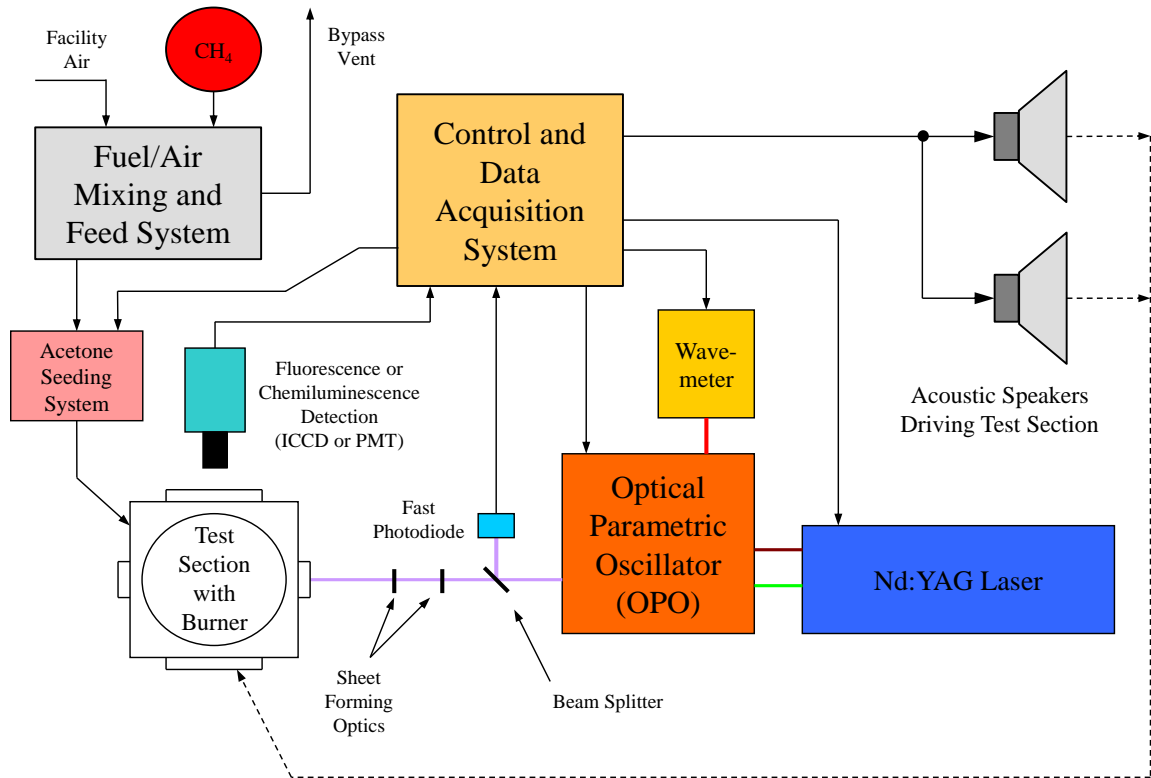 Facility
Air
CH₄
Bypass
Vent
Fuel/Air
Mixing and
Feed System
Control and
Data
Acquisition
System
Acetone
Seeding
System
Fluorescence or
Chemiluminescence
Detection
(ICCD or PMT)
Wave-
meter
Acoustic Speakers
Driving Test Section
Test
Section
with
Burner
Fast
Photodiode
Optical
Parametric
Oscillator
(OPO)
Nd:YAG Laser
Sheet
Forming
Optics
Beam Splitter